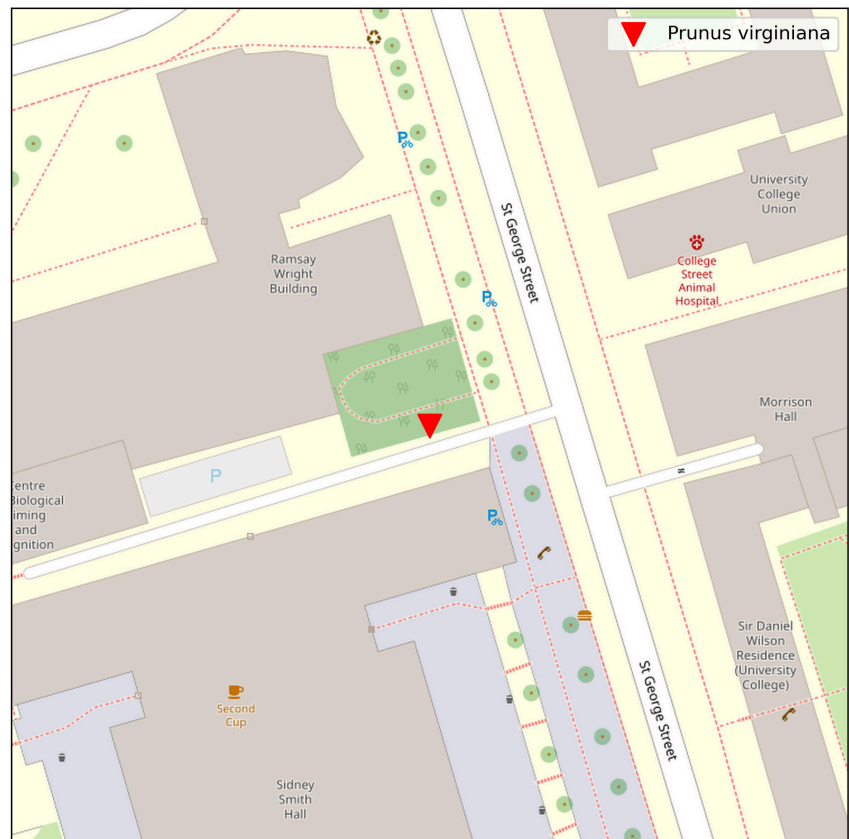 Prunus virginiana
P
University
College
Union
St George Street
College
Street
Animal
Hospital
Ramsay
Wright
Building
P
Morrison
Hall
P
entre
Biological
iming
and
gnition
P
Sir Daniel
Wilson
Residence
(University
College)
St George Street
Second
Cup
Sidney
Smith
Hall